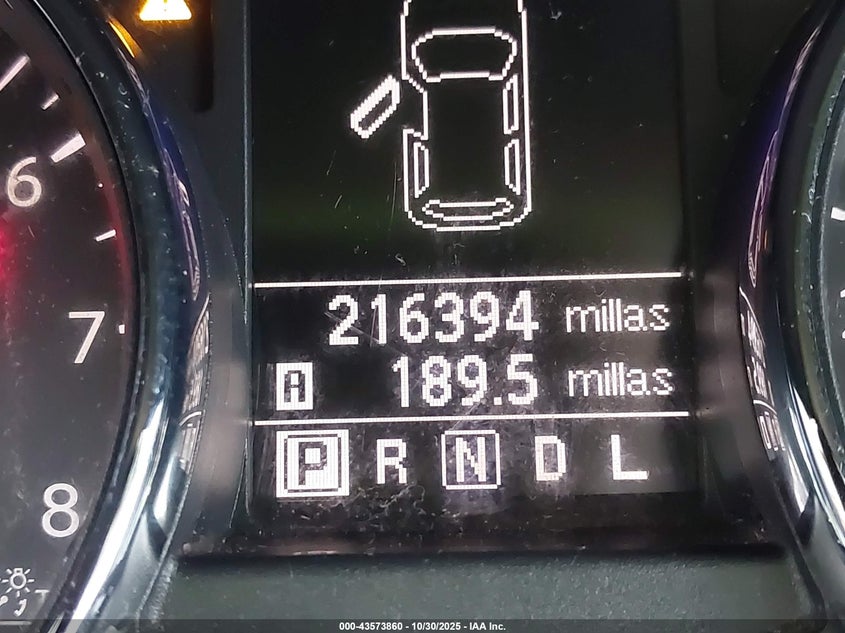 6
7
8
216394 millas
A 189.5 millas
P R N D L
000-43573860 - 10/30/2025 - IAA Inc.